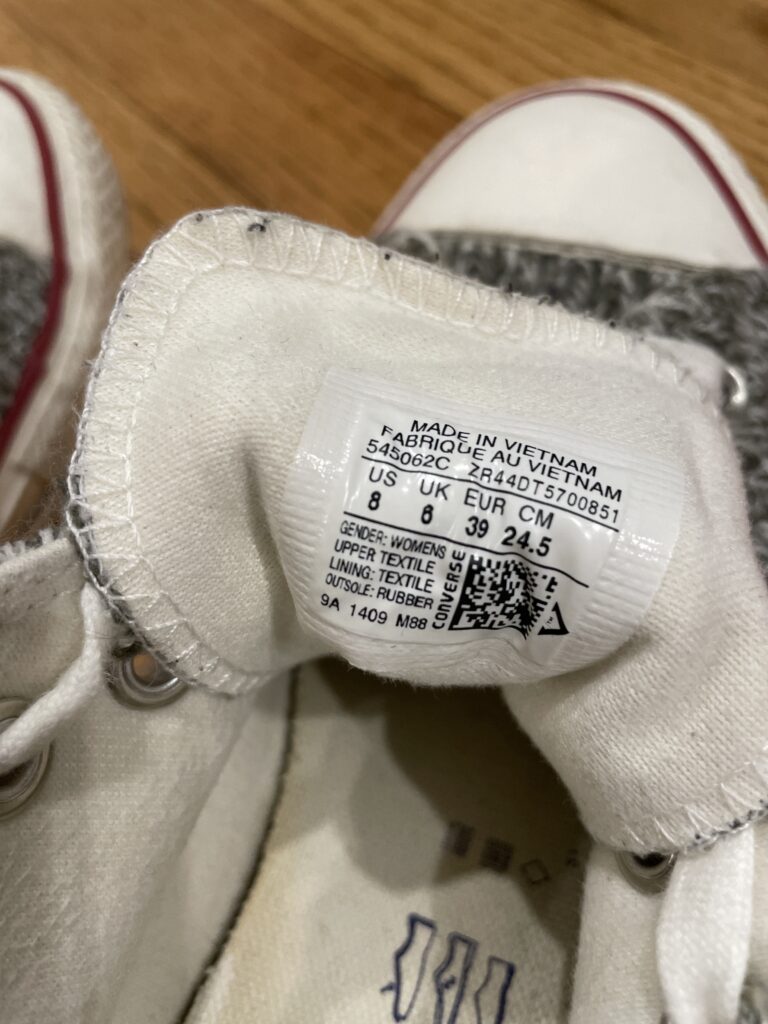 MADE IN VIETNAM
FABRIQUE AU VIETNAM
545062C ZR44DT5700851
US UK EUR CM
8 6 39 24.5
GENDER: WOMENS
UPPER TEXTILE
LINING: TEXTILE
OUTSOLE: RUBBER
9A 1409 M88
CONVERSE